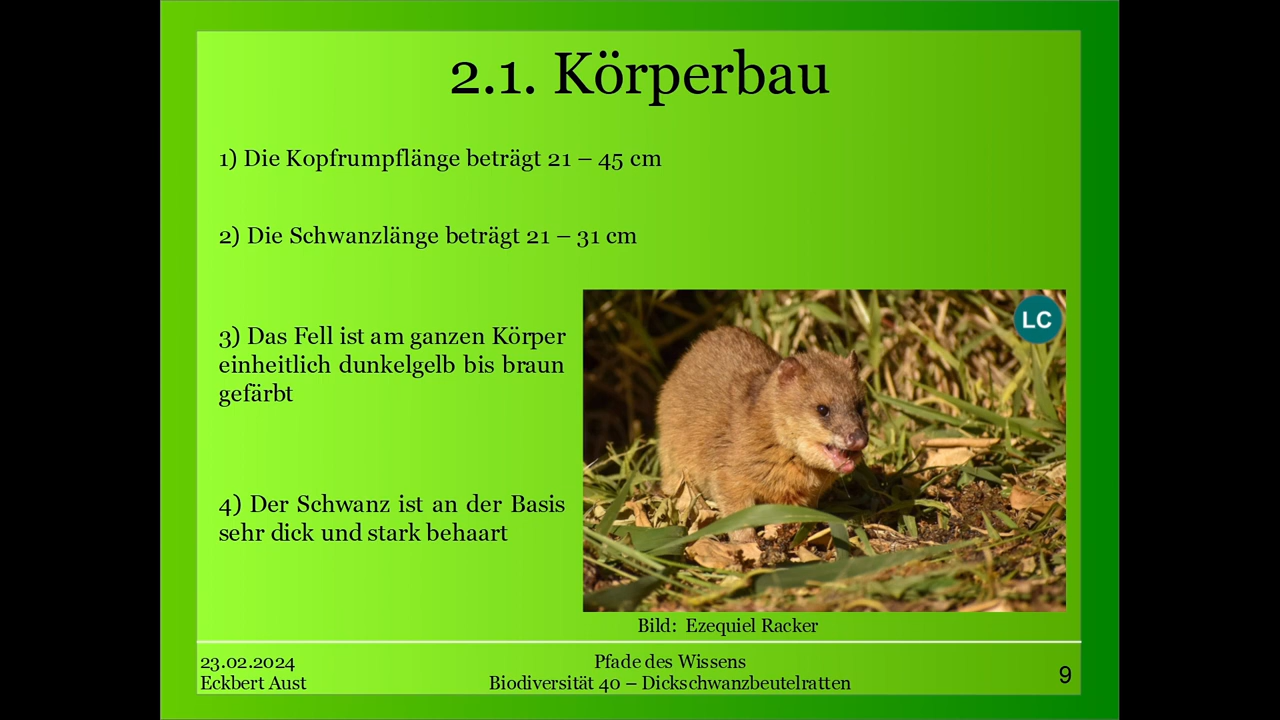 2.1. Körperbau
1) Die Kopfrumpflänge beträgt 21 – 45 cm
2) Die Schwanzlänge beträgt 21 – 31 cm
3) Das Fell ist am ganzen Körper
einheitlich dunkelgelb bis braun
gefärbt
4) Der Schwanz ist an der Basis
sehr dick und stark behaart
LC
Bild: Ezequiel Racker
23.02.2024
Eckbert Aust
Pfade des Wissens
Biodiversität 40 – Dickschwanzbeutelratten
9